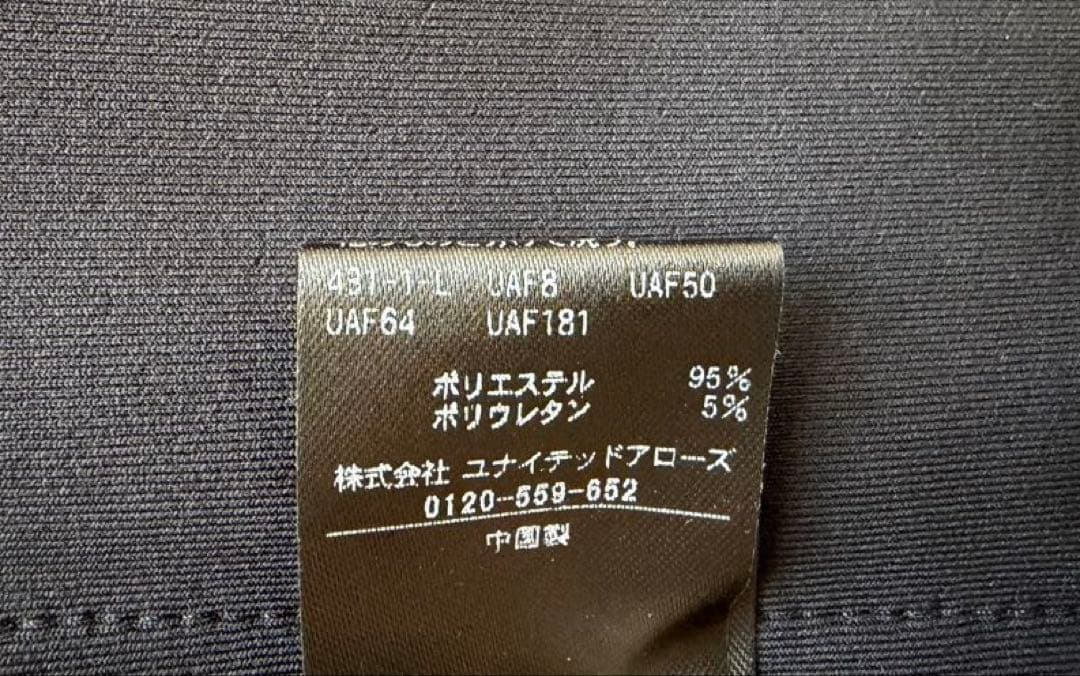 431-1-L UAF8 UAF50
UAF64 UAF181
ポリエステル 95%
ポリウレタン 5%
株式会社 ユナイテッドアローズ
0120-559-652
中国製